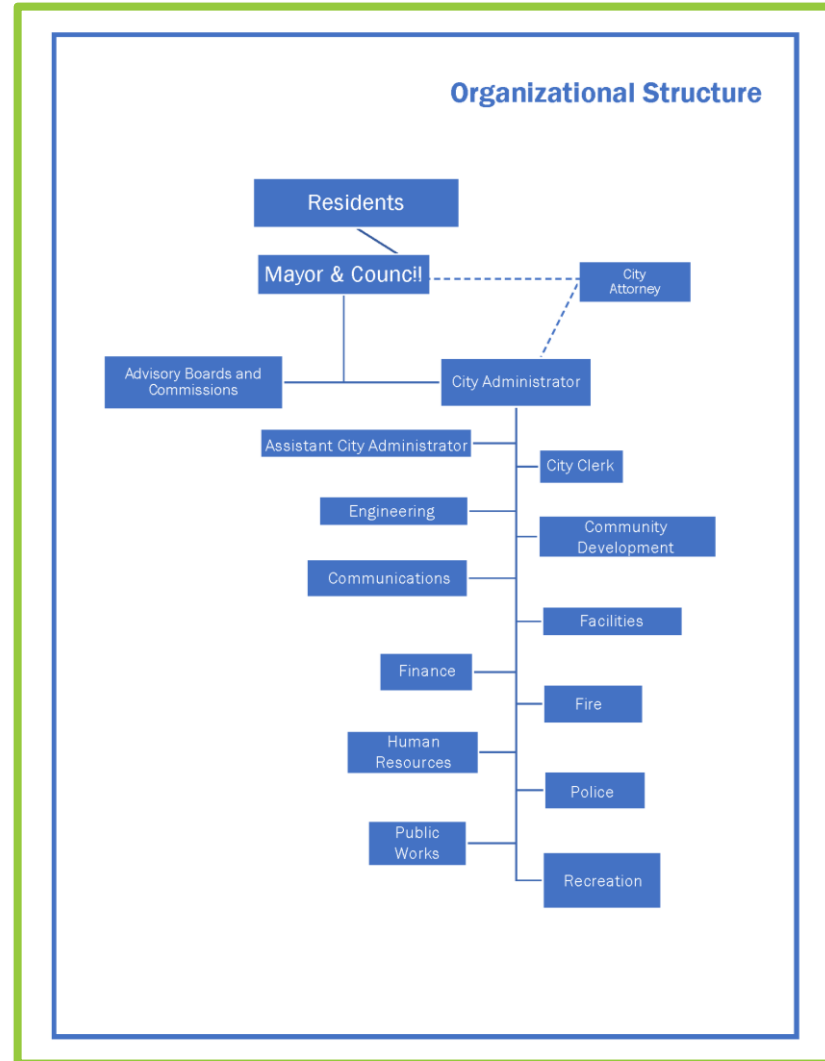 Organizational Structure
Residents
Mayor & Council
City
Attorney
Advisory Boards and
Commissions
City Administrator
Assistant City Administrator
City Clerk
Engineering
Community
Development
Communications
Facilities
Finance
Fire
Human
Resources
Police
Public
Works
Recreation